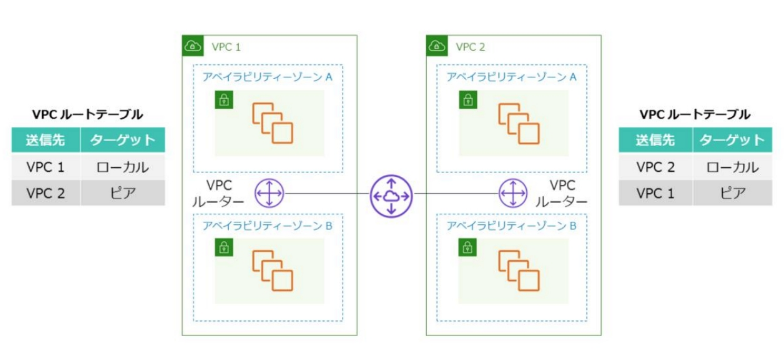 VPC 1
VPC 2
アベイラビリティーゾーン A
アベイラビリティーゾーン A
VPC ルートテーブル
送信先 ターゲット
VPC 1 ローカル
VPC 2 ピア
VPC ルートテーブル
送信先 ターゲット
VPC 2 ローカル
VPC 1 ピア
VPC
ルーター
VPC
ルーター
アベイラビリティーゾーン B
アベイラビリティーゾーン B